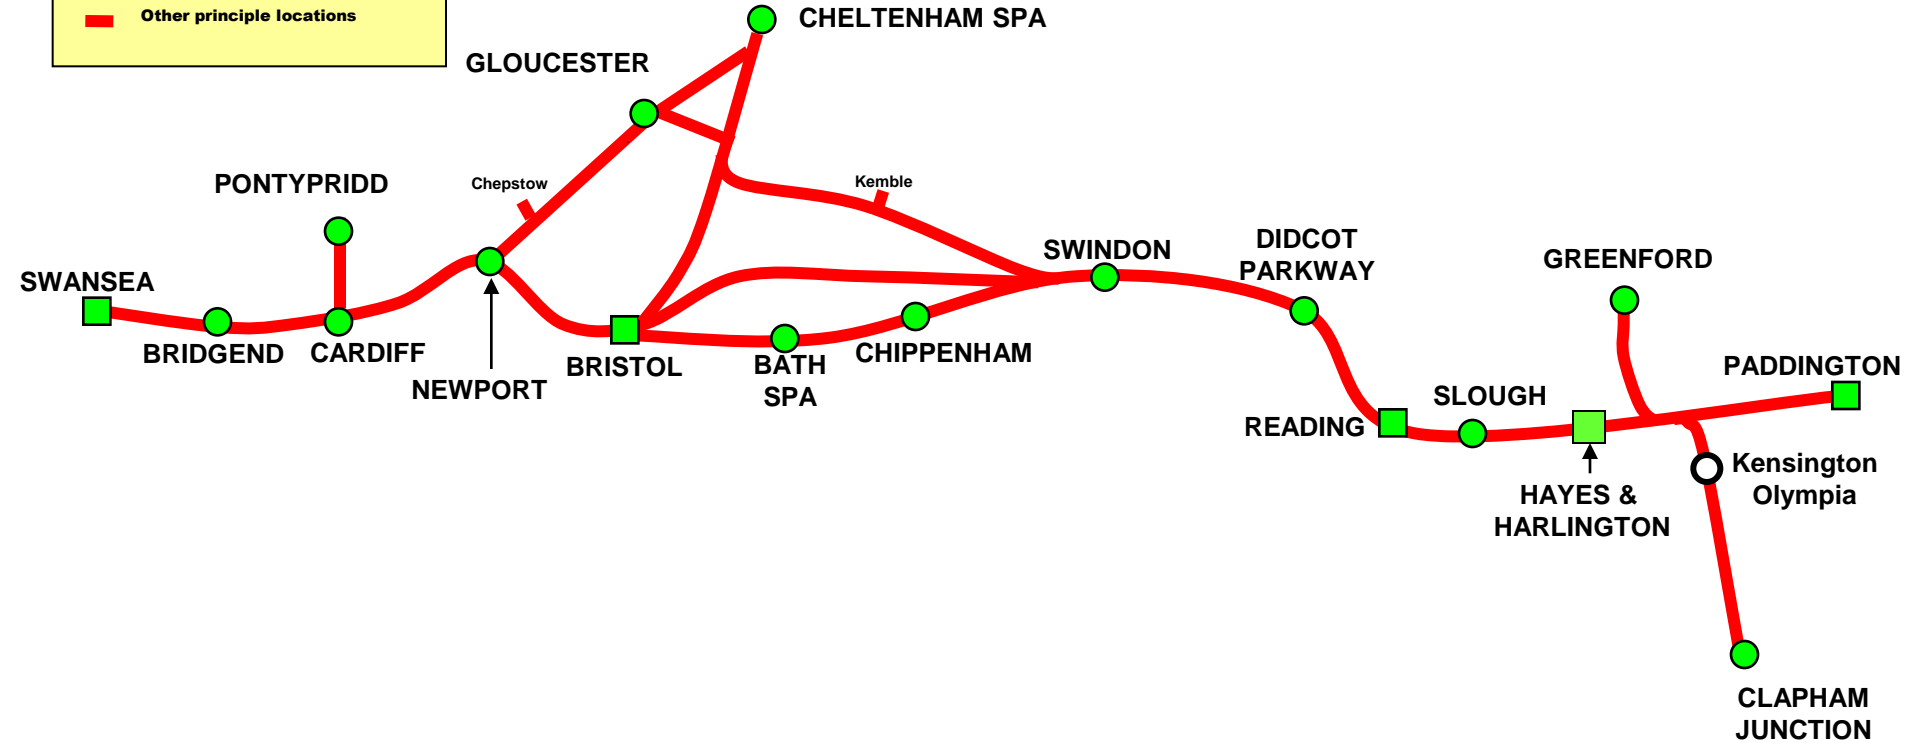 Other principle locations
CHELTENHAM SPA
GLOUCESTER
PONTYPRIDD
Chepstow
Kemble
SWANSEA
BRIDGEND
CARDIFF
NEWPORT
BRISTOL
BATH
SPA
CHIPPENHAM
SWINDON
DIDCOT
PARKWAY
READING
SLOUGH
GREENFORD
PADDINGTON
HAYES &
HARLINGTON
Kensington
Olympia
CLAPHAM
JUNCTION